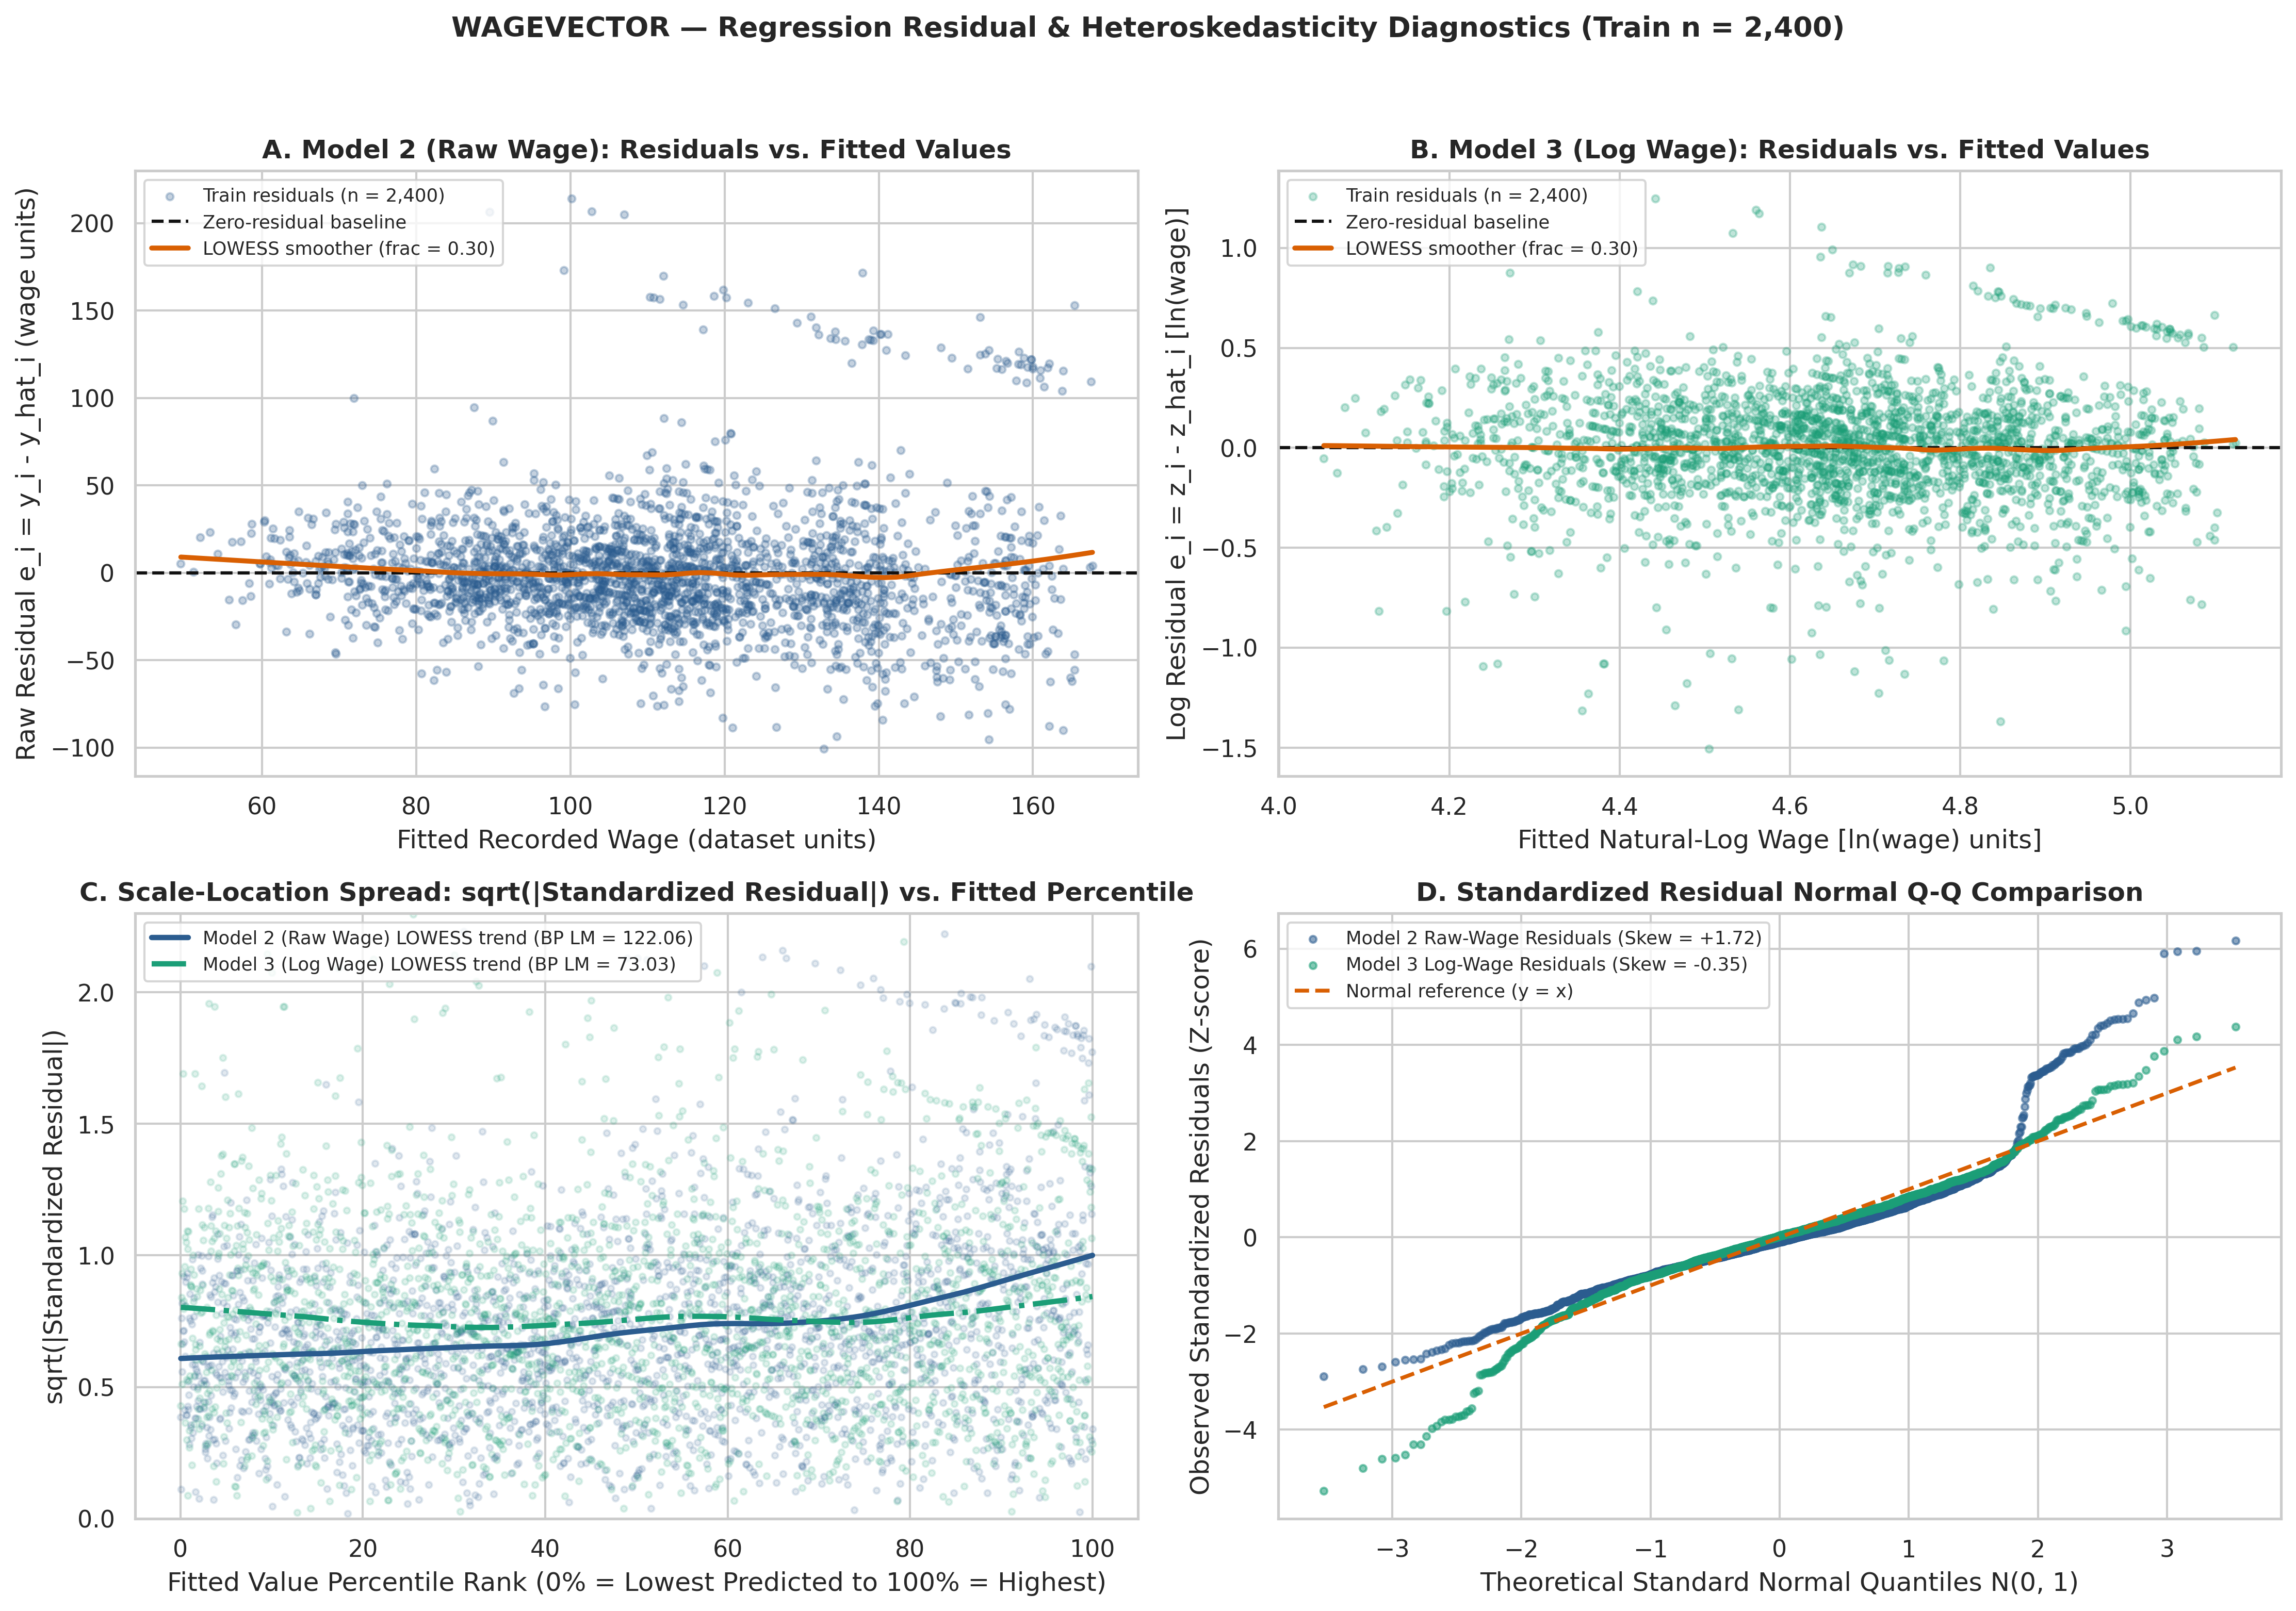 WAGEVECTOR — Regression Residual & Heteroskedasticity Diagnostics (Train n = 2,400)
A. Model 2 (Raw Wage): Residuals vs. Fitted Values
Raw Residual e_i = y_i - y_hat_i (wage units)
Train residuals (n = 2,400)
Zero-residual baseline
LOWESS smoother (frac = 0.30)
200
150
100
50
0
−50
−100
60 80 100 120 140 160
Fitted Recorded Wage (dataset units)
B. Model 3 (Log Wage): Residuals vs. Fitted Values
Log Residual e_i = z_i - z_hat_i [ln(wage)]
Train residuals (n = 2,400)
Zero-residual baseline
LOWESS smoother (frac = 0.30)
1.0
0.5
0.0
−0.5
−1.0
−1.5
4.0 4.2 4.4 4.6 4.8 5.0
Fitted Natural-Log Wage [ln(wage) units]
C. Scale-Location Spread: sqrt(|Standardized Residual|) vs. Fitted Percentile
sqrt(|Standardized Residual|)
Model 2 (Raw Wage) LOWESS trend (BP LM = 122.06)
Model 3 (Log Wage) LOWESS trend (BP LM = 73.03)
2.0
1.5
1.0
0.5
0.0
0 20 40 60 80 100
Fitted Value Percentile Rank (0% = Lowest Predicted to 100% = Highest)
D. Standardized Residual Normal Q-Q Comparison
Observed Standardized Residuals (Z-score)
Model 2 Raw-Wage Residuals (Skew = +1.72)
Model 3 Log-Wage Residuals (Skew = -0.35)
Normal reference (y = x)
6
4
2
0
−2
−4
−3 −2 −1 0 1 2 3
Theoretical Standard Normal Quantiles N(0, 1)